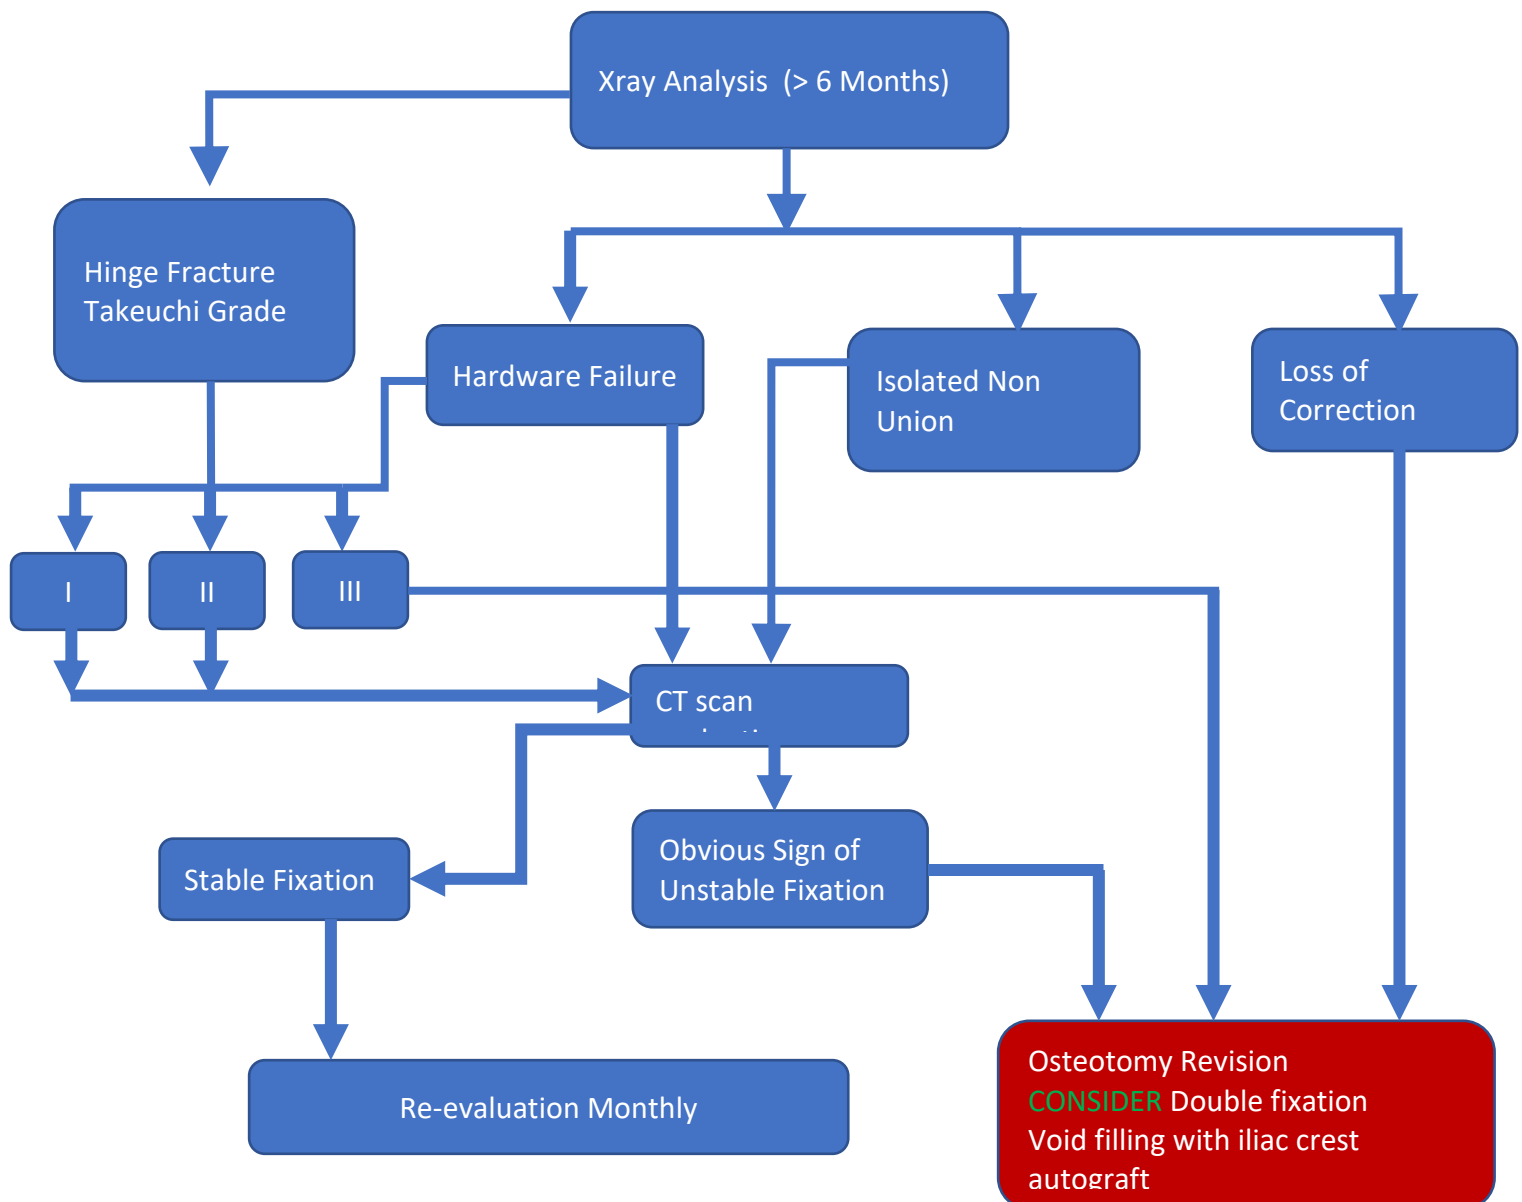 Xray Analysis  (> 6 Months)
Hinge Fracture
Takeuchi Grade
Hardware Failure
Isolated Non
Union
Loss of
Correction
I
II
III
CT scan
Obvious Sign of
Unstable Fixation
Stable Fixation
Re-evaluation Monthly
Osteotomy Revision
CONSIDER Double fixation
Void filling with iliac crest
autograft